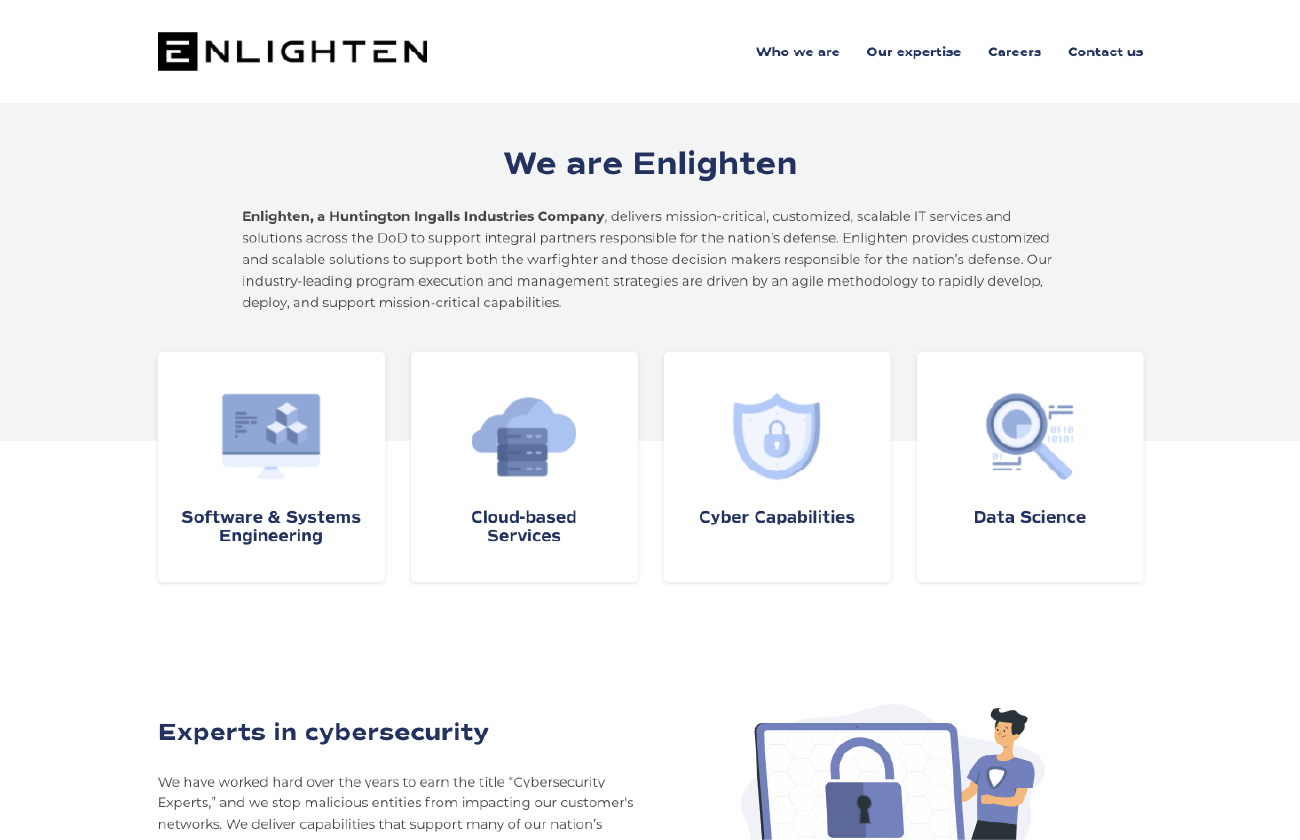 ENLIGHTEN
Who we are Our expertise Careers Contact us
We are Enlighten
Enlighten, a Huntington Ingalls Industries Company, delivers mission-critical, customized, scalable IT services and
solutions across the DoD to support integral partners responsible for the nation's defense. Enlighten provides customized
and scalable solutions to support both the warfighter and those decision makers responsible for the nation's defense. Our
industry-leading program execution and management strategies are driven by an agile methodology to rapidly develop,
deploy, and support mission-critical capabilities.
Software & Systems
Engineering
Cloud-based
Services
Cyber Capabilities
0110
10101
01
Data Science
Experts in cybersecurity
We have worked hard over the years to earn the title “Cybersecurity
Experts,” and we stop malicious entities from impacting our customer's
networks. We deliver capabilities that support many of our nation’s